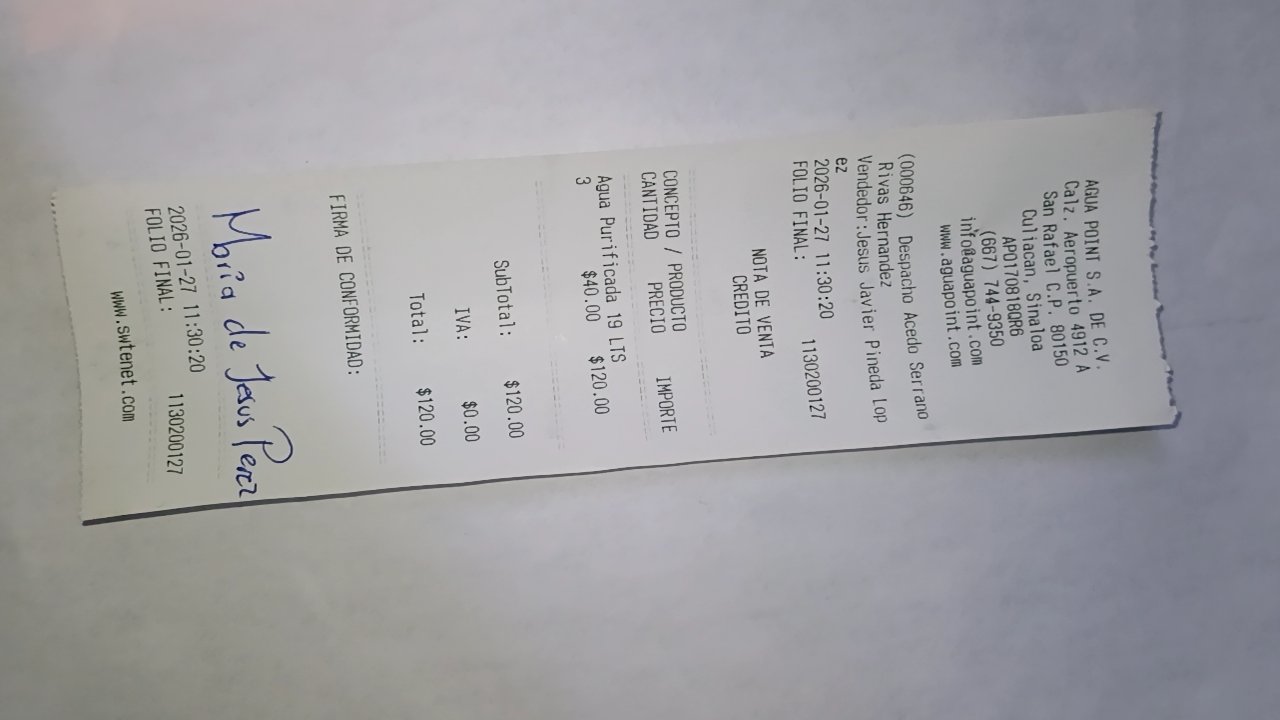 AGUA POINT S.A. DE C.V.
Calz. Aeropuerto 4912 A
San Rafael C.P. 80150
Culiacan, Sinaloa
APO170818QR6
(667) 744-9350
info@aguapoint.com
www.aguapoint.com
(000646) Despacho Acedo Serrano
Rivas Hernandez
Vendedor:Jesus Javier Pineda Lop
ez
2026-01-27 11:30:20 1130200127
FOLIO FINAL:
NOTA DE VENTA
CREDITO
CONCEPTO / PRODUCTO
CANTIDAD PRECIO IMPORTE
Agua Purificada 19 LTS
3 $40.00 $120.00
SubTotal: $120.00
IVA: $0.00
Total: $120.00
FIRMA DE CONFORMIDAD:
Mbria de Jesus Perez
2026-01-27 11:30:20 1130200127
FOLIO FINAL:
www.swtenet.com